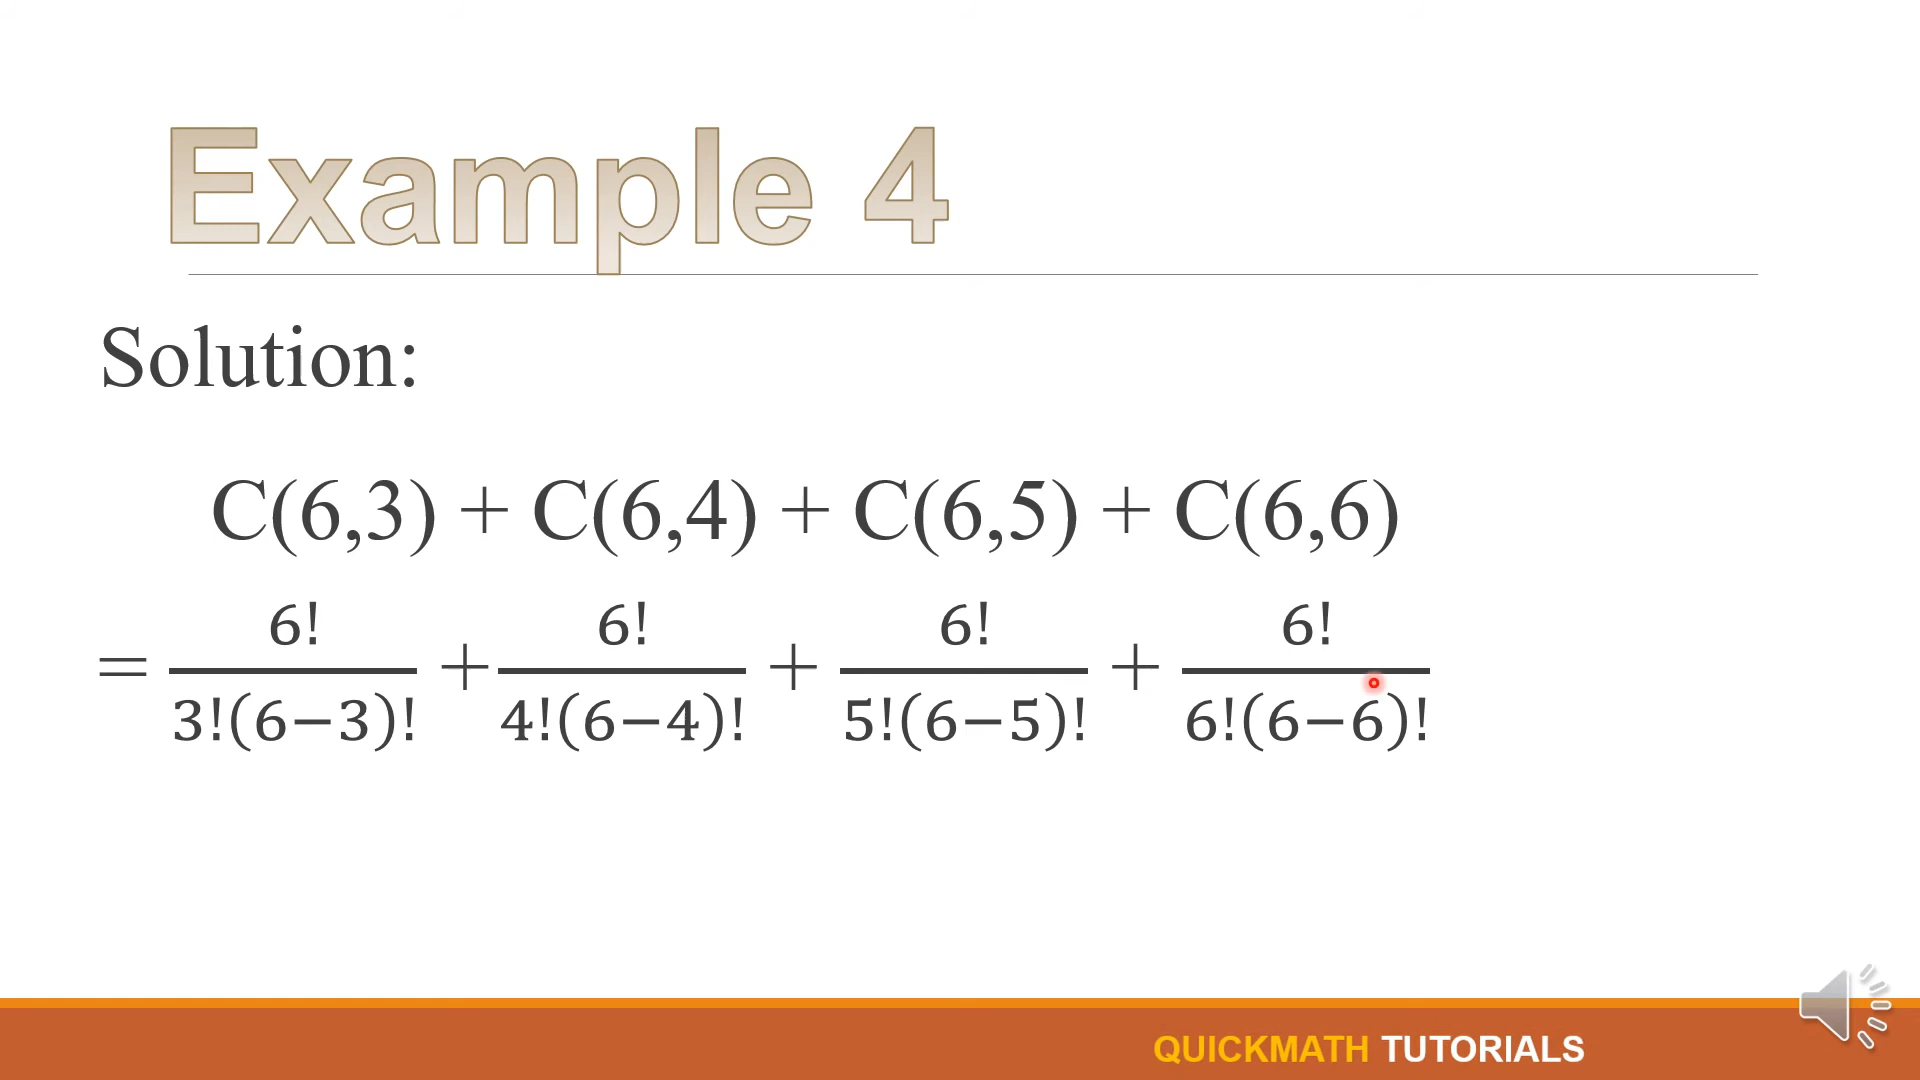 Example 4
Solution:
C(6,3) + C(6,4) + C(6,5) + C(6,6)
= 6!/3!(6−3)! + 6!/4!(6−4)! + 6!/5!(6−5)! + 6!/6!(6−6)!
QUICKMATH TUTORIALS